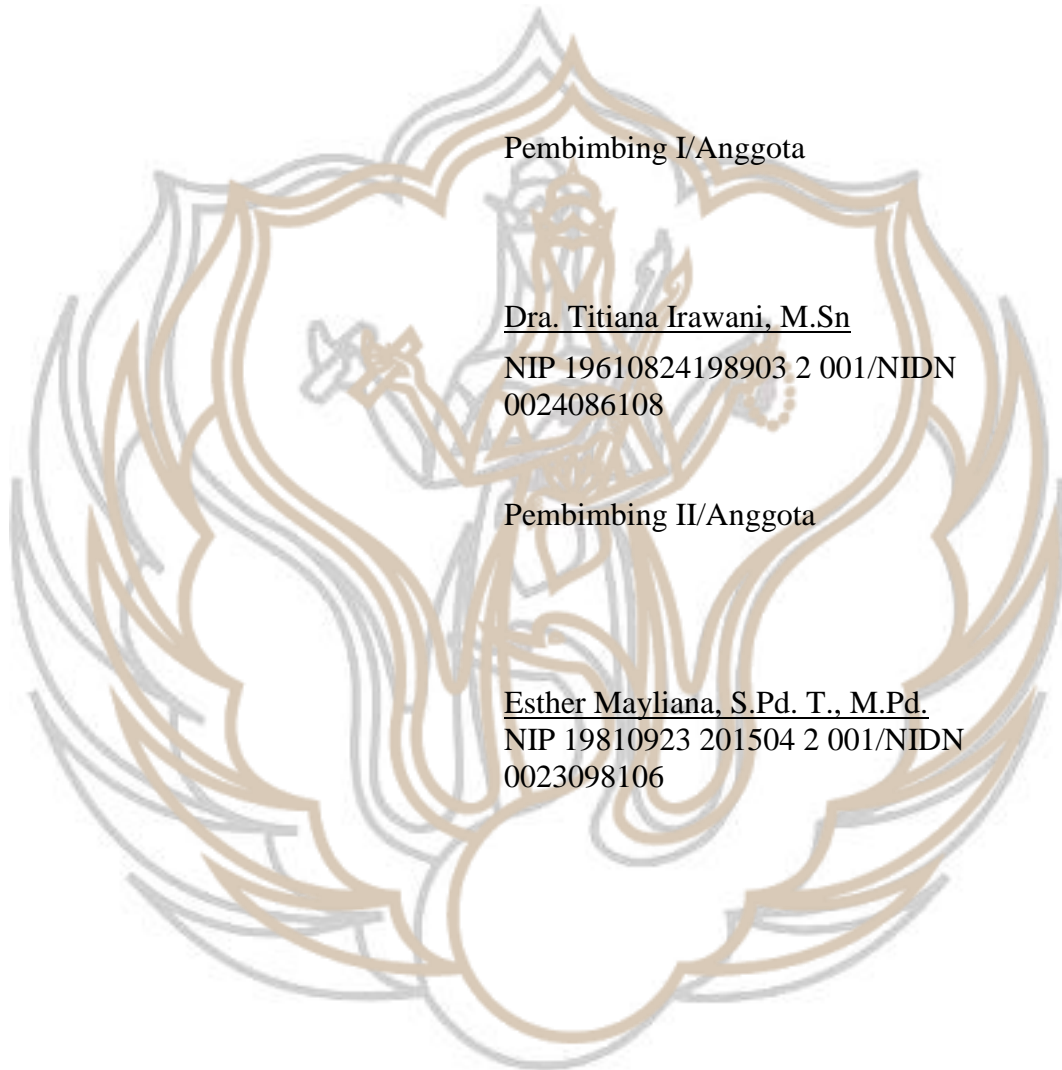 Pembimbing I/Anggota
Dra. Titiana Irawani, M.Sn
NIP 19610824198903 2 001/NIDN
0024086108
Pembimbing II/Anggota
Esther Mayliana, S.Pd. T., M.Pd.
NIP 19810923 201504 2 001/NIDN
0023098106